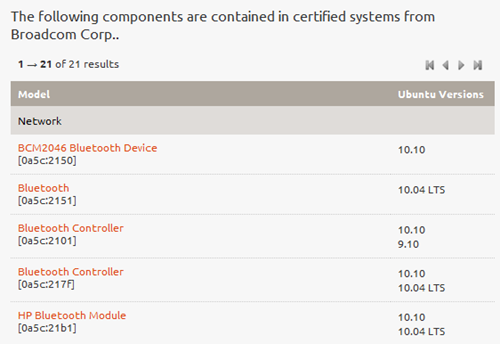 The following components are contained in certified systems from
Broadcom Corp..
1 → 21 of 21 results
Model Ubuntu Versions
Network
BCM2046 Bluetooth Device 10.10
[0a5c:2150]
Bluetooth 10.04 LTS
[0a5c:2151]
Bluetooth Controller 10.10
[0a5c:2101] 9.10
Bluetooth Controller 10.10
[0a5c:217f] 10.04 LTS
HP Bluetooth Module 10.10
[0a5c:21b1] 10.04 LTS